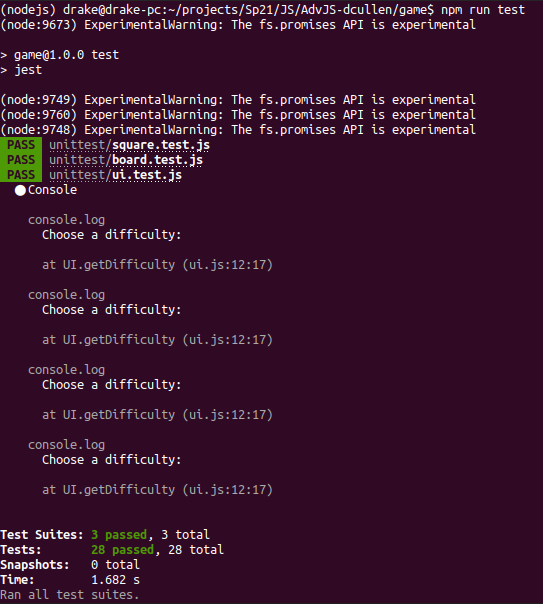 (nodejs) drake@drake-pc:~/projects/Sp21/JS/AdvJS-dcullen/game$ npm run test
(node:9673) ExperimentalWarning: The fs.promises API is experimental
> game@1.0.0 test
> jest
(node:9749) ExperimentalWarning: The fs.promises API is experimental
(node:9760) ExperimentalWarning: The fs.promises API is experimental
(node:9748) ExperimentalWarning: The fs.promises API is experimental
PASS unittest/square.test.js
PASS unittest/board.test.js
PASS unittest/ui.test.js
● Console
console.log
Choose a difficulty:
at UI.getDifficulty (ui.js:12:17)
console.log
Choose a difficulty:
at UI.getDifficulty (ui.js:12:17)
console.log
Choose a difficulty:
at UI.getDifficulty (ui.js:12:17)
console.log
Choose a difficulty:
at UI.getDifficulty (ui.js:12:17)
Test Suites: 3 passed, 3 total
Tests: 28 passed, 28 total
Snapshots: 0 total
Time: 1.682 s
Ran all test suites.